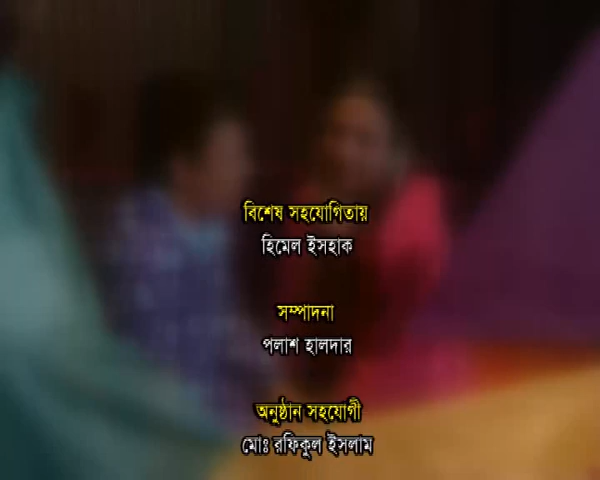 বিশেষ সহযোগিতায়
হিমেল ইসহাক
সম্পাদনা
পলাশ হালদার
অনুষ্ঠান সহযোগী
মোঃ রফিকুল ইসলাম